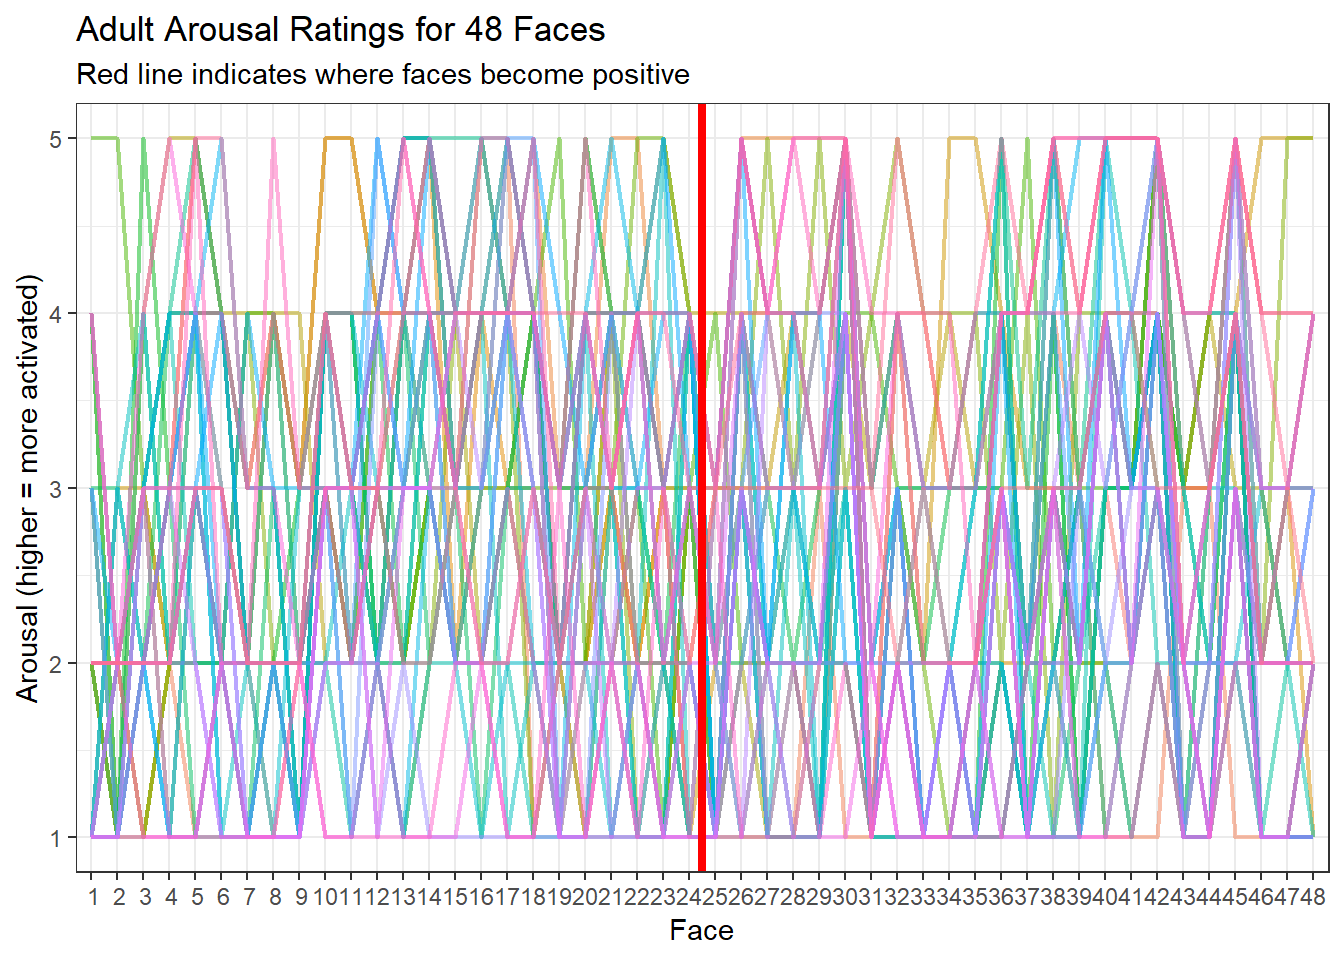 Adult Arousal Ratings for 48 Faces
Red line indicates where faces become positive
Arousal (higher = more activated)
5
4
3
2
1
1 2 3 4 5 6 7 8 9 10 11 12 13 14 15 16 17 18 19 20 21 22 23 24 25 26 27 28 29 30 31 32 33 34 35 36 37 38 39 40 41 42 43 44 45 46 47 48
Face